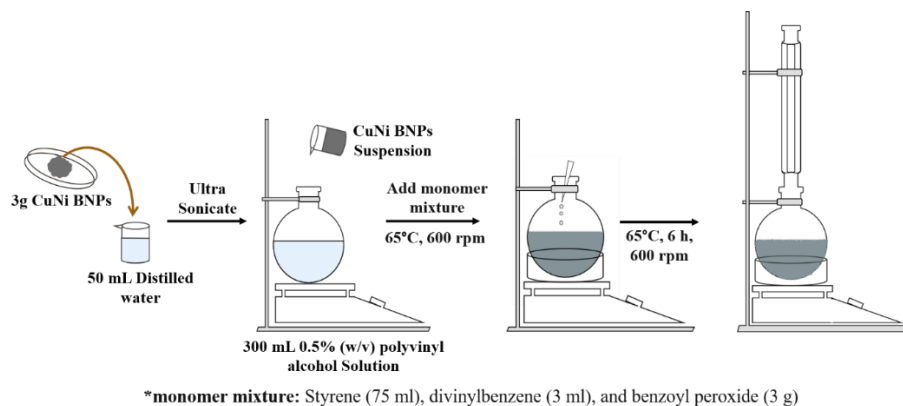 3g CuNi BNPs
50 mL Distilled
water
Ultra
Sonicate
CuNi BNPs
Suspension
300 mL 0.5% (w/v) polyvinyl
alcohol Solution
Add monomer
mixture
65°C, 600 rpm
65°C, 6 h,
600 rpm
*monomer mixture: Styrene (75 ml), divinylbenzene (3 ml), and benzoyl peroxide (3 g)